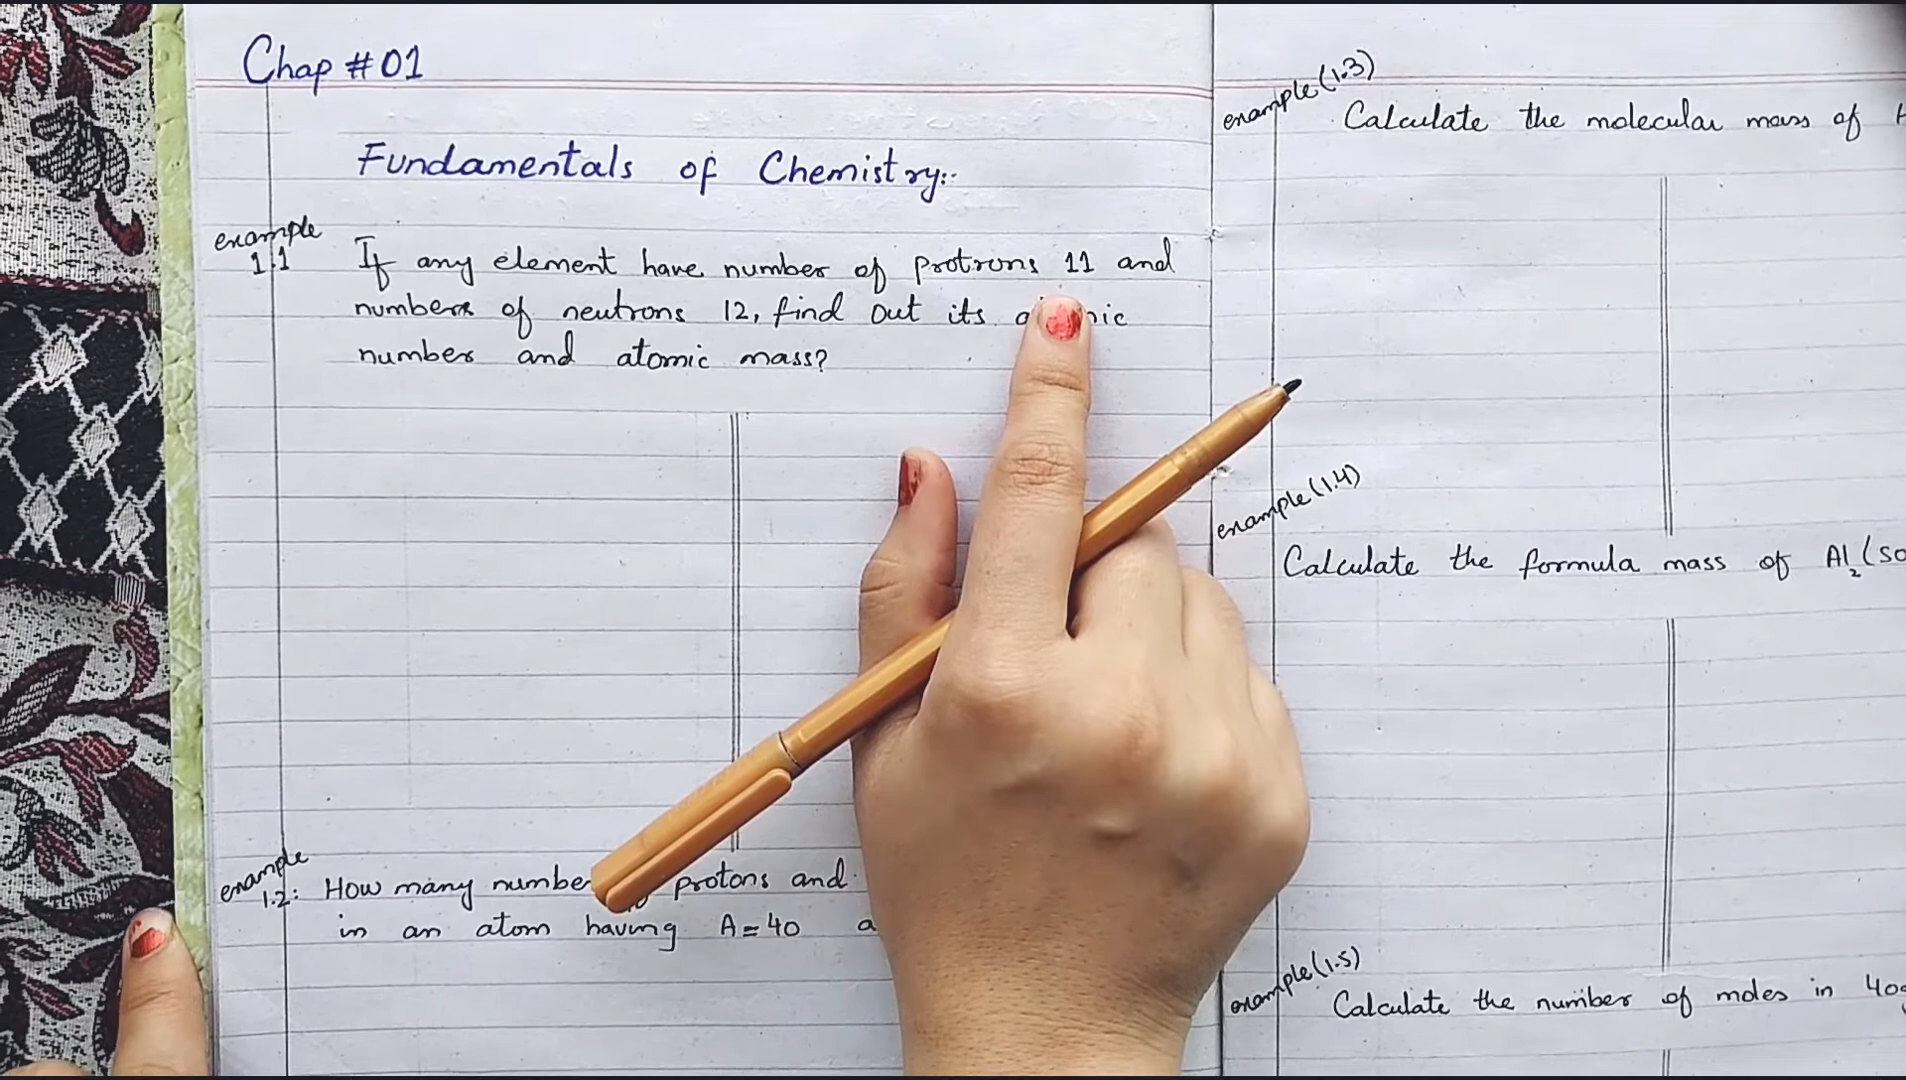 Chap # 01
Fundamentals of Chemistry:-
example
1.1
If any element have number of protrons 11 and
numbers of neutrons 12, find out its
number and atomic mass?
example
1.2: How many protons and
in an atom having A=40
example (1.3)
Calculate the molecular mass of
example (1.4)
Calculate the formula mass of Al₂(SO
example (1.5)
Calculate the number of moles in 40